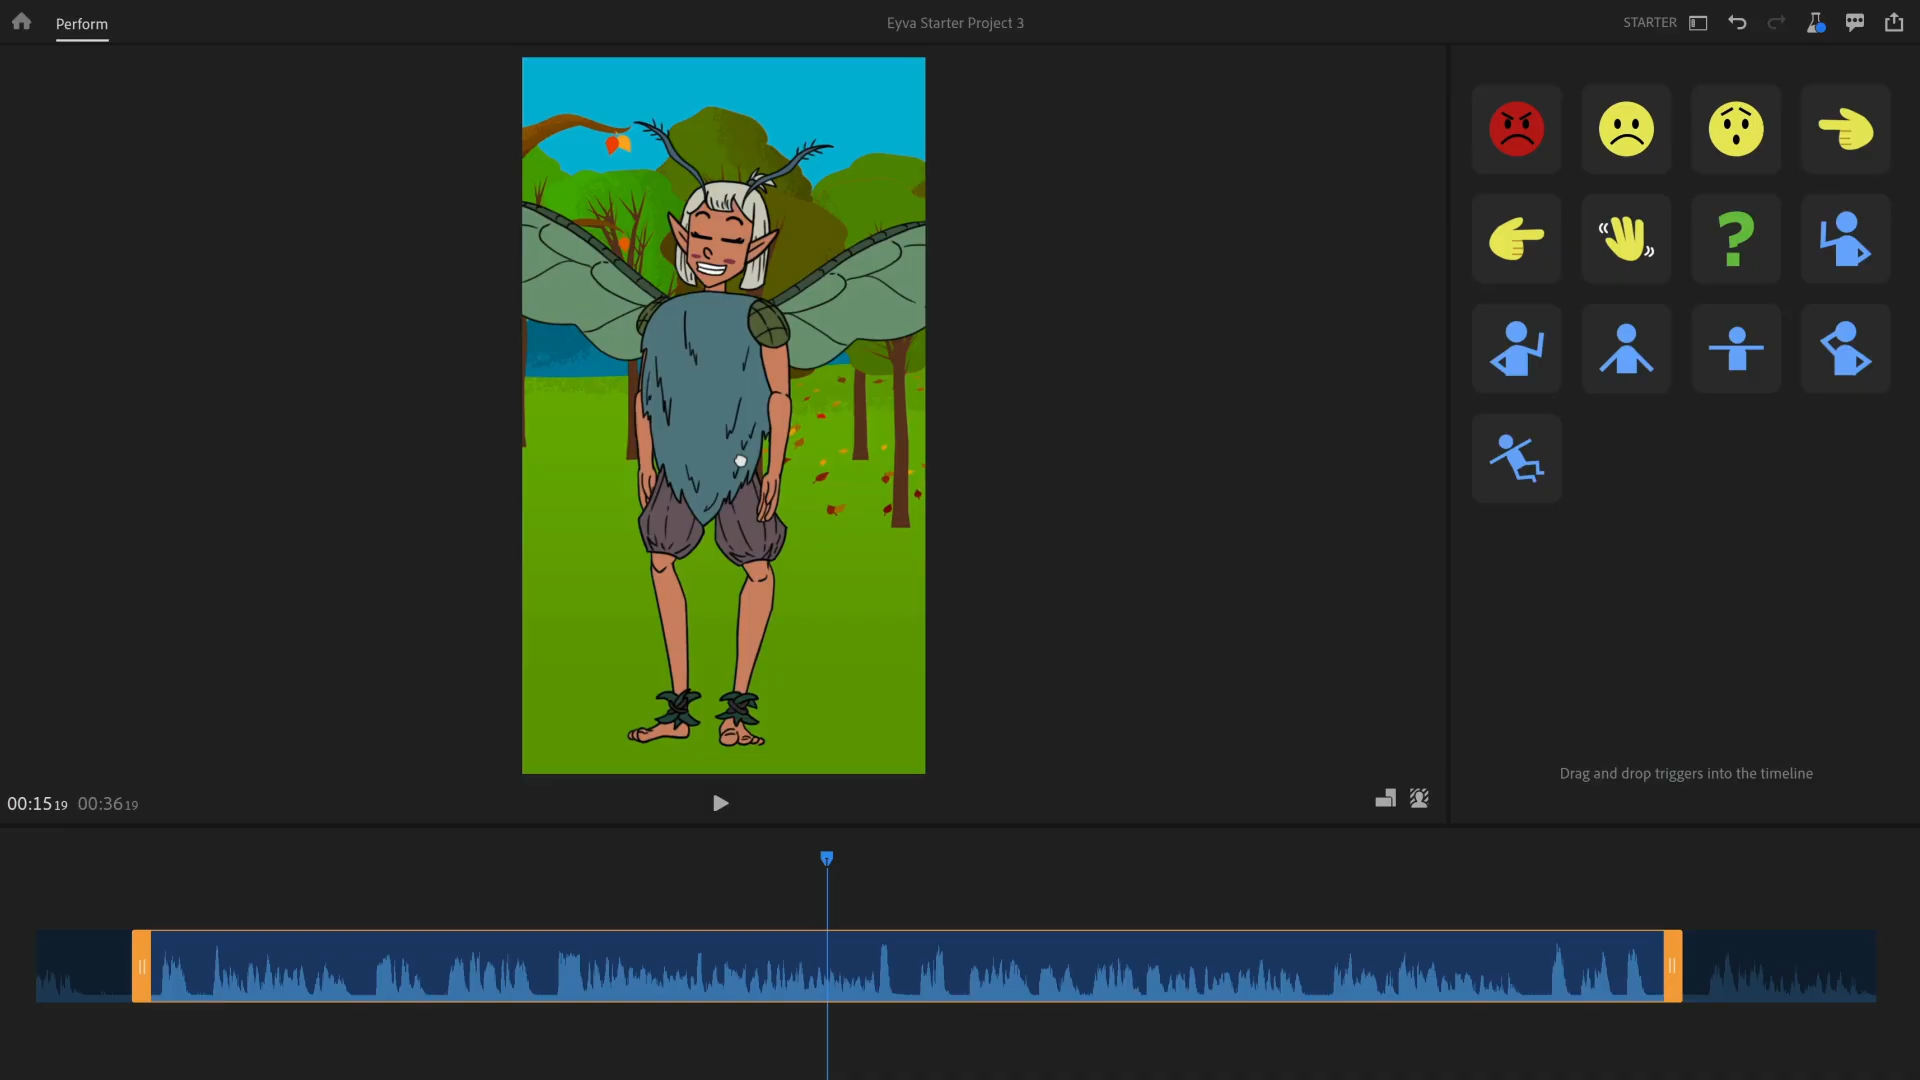 Perform
Eyva Starter Project 3
STARTER
?
Drag and drop triggers into the timeline
00:15 19 00:36 19